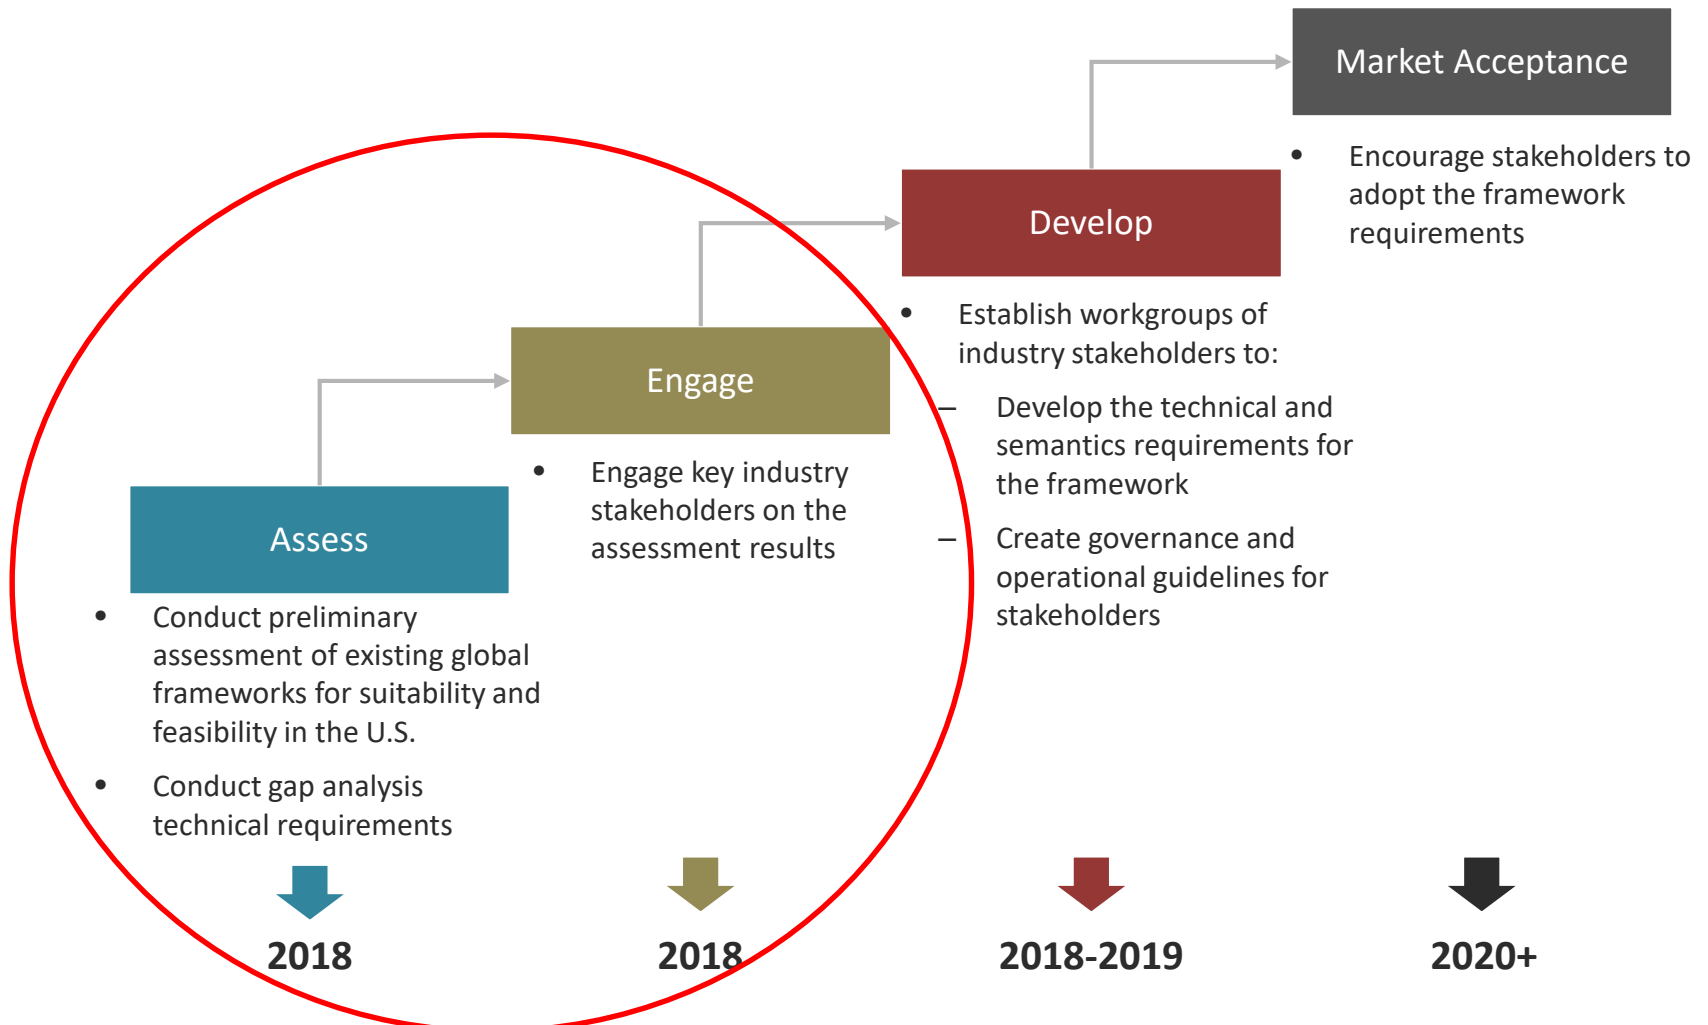 Market Acceptance
• Encourage stakeholders to
adopt the framework
requirements
Develop
• Establish workgroups of
industry stakeholders to:
– Develop the technical and
semantics requirements for
the framework
– Create governance and
operational guidelines for
stakeholders
Engage
• Engage key industry
stakeholders on the
assessment results
Assess
• Conduct preliminary
assessment of existing global
frameworks for suitability and
feasibility in the U.S.
• Conduct gap analysis
technical requirements
2018
2018
2018-2019
2020+